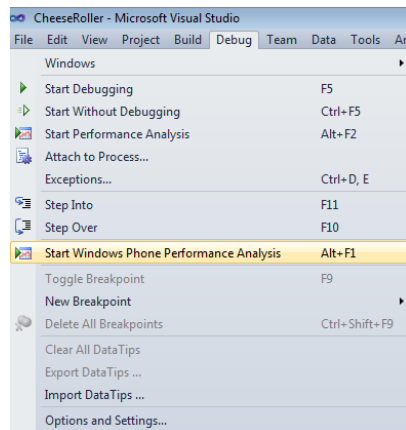 CheeseRoller - Microsoft Visual Studio
File Edit View Project Build Debug Team Data Tools
Windows
Start Debugging F5
Start Without Debugging Ctrl+F5
Start Performance Analysis Alt+F2
Attach to Process...
Exceptions... Ctrl+D, E
Step Into F11
Step Over F10
Start Windows Phone Performance Analysis Alt+F1
Toggle Breakpoint F9
New Breakpoint
Delete All Breakpoints Ctrl+Shift+F9
Clear All DataTips
Export DataTips ...
Import DataTips ...
Options and Settings...